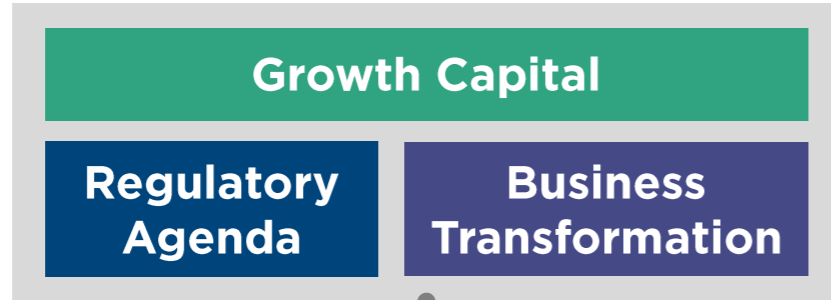 Growth Capital
Regulatory
Agenda
Business
Transformation